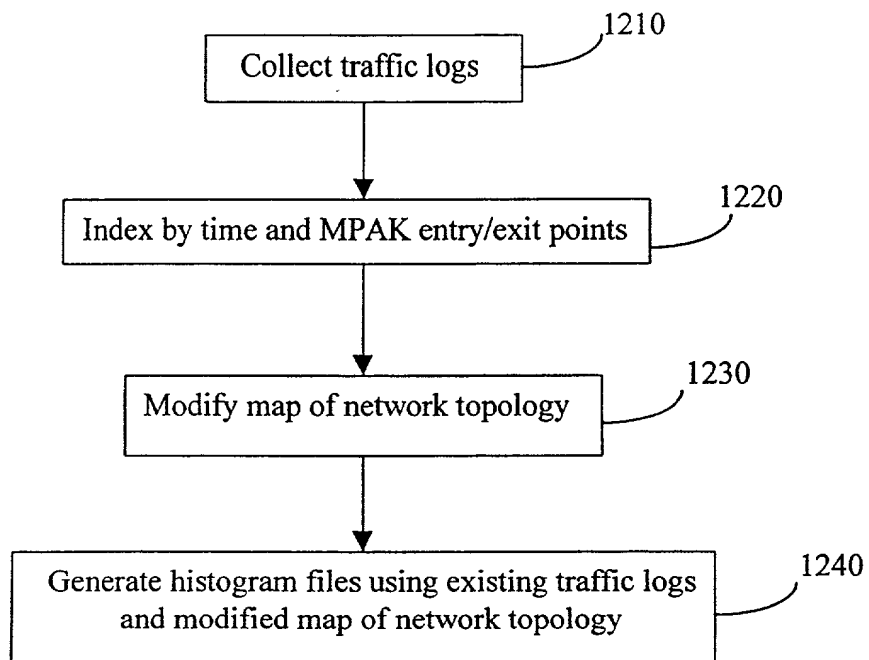 1210
Collect traffic logs
1220
Index by time and MPAK entry/exit points
1230
Modify map of network topology
1240
Generate histogram files using existing traffic logs
and modified map of network topology